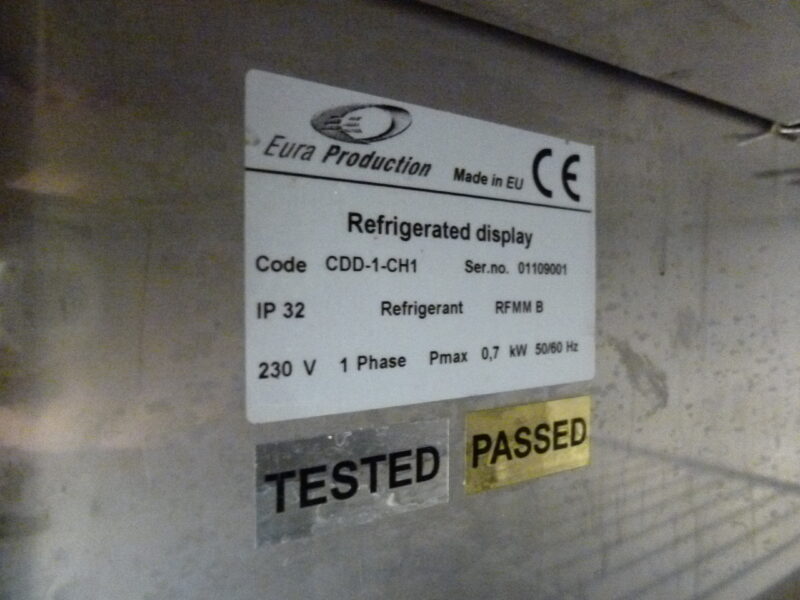 Eura Production Made in EU CE
Refrigerated display
Code CDD-1-CH1 Ser.no. 01109001
IP 32 Refrigerant RFMM B
230 V 1 Phase Pmax 0,7 kW 50/60 Hz
TESTED PASSED